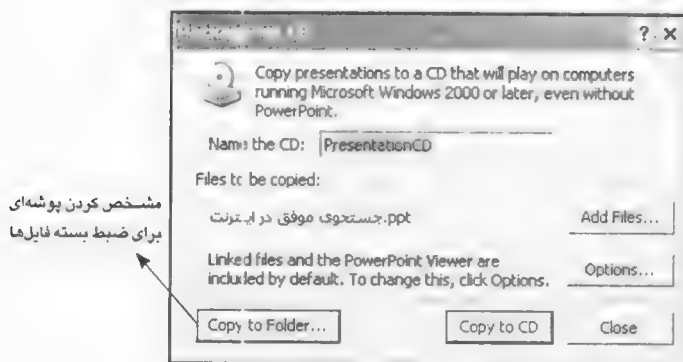 ? ×
Copy presentations to a CD that will play on computers
running Microsoft Windows 2000 or later, even without
PowerPoint.
Name the CD: PresentationCD
Files to be copied:
جستجوی موفق در اینترنت.ppt
Add Files...
Linked files and the PowerPoint Viewer are
included by default. To change this, click Options.
Options...
Copy to Folder...
Copy to CD
Close
مشخص کردن پوشه‌ای
برای ضبط بسته فایل‌ها